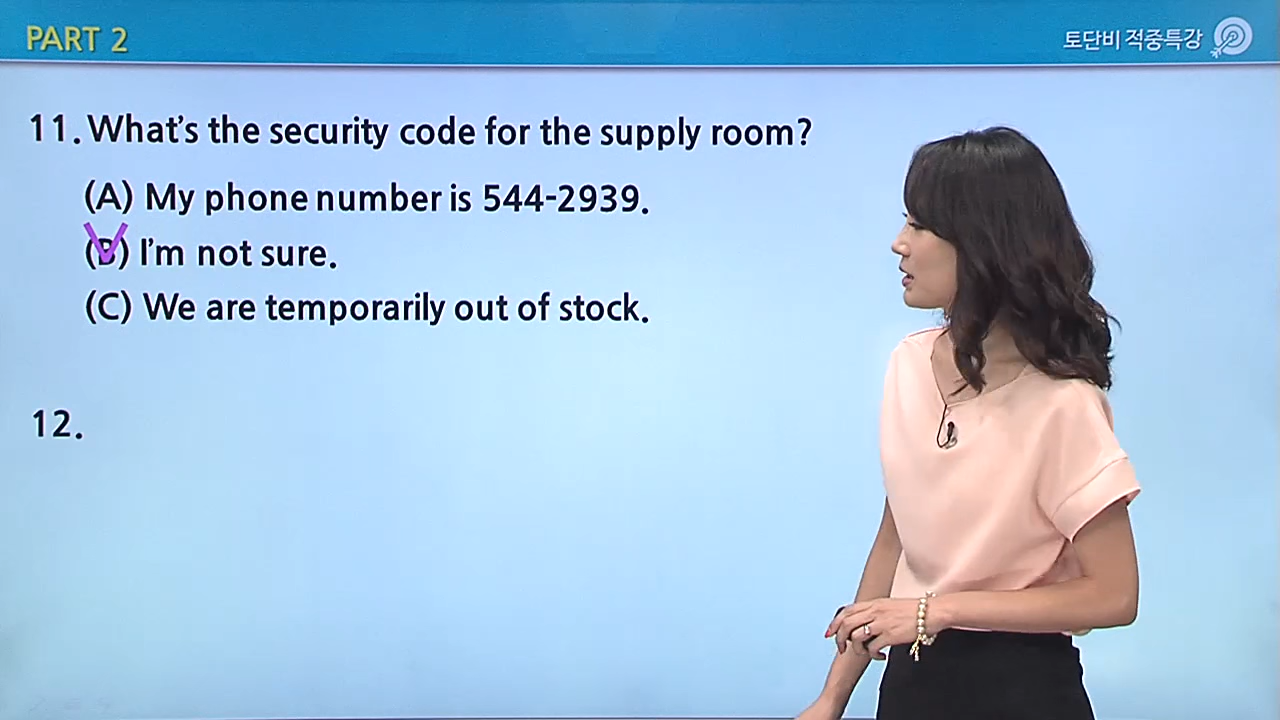 PART 2
토단비 적중특강
11. What's the security code for the supply room?
(A) My phone number is 544-2939.
(B) I'm not sure.
(C) We are temporarily out of stock.
12.